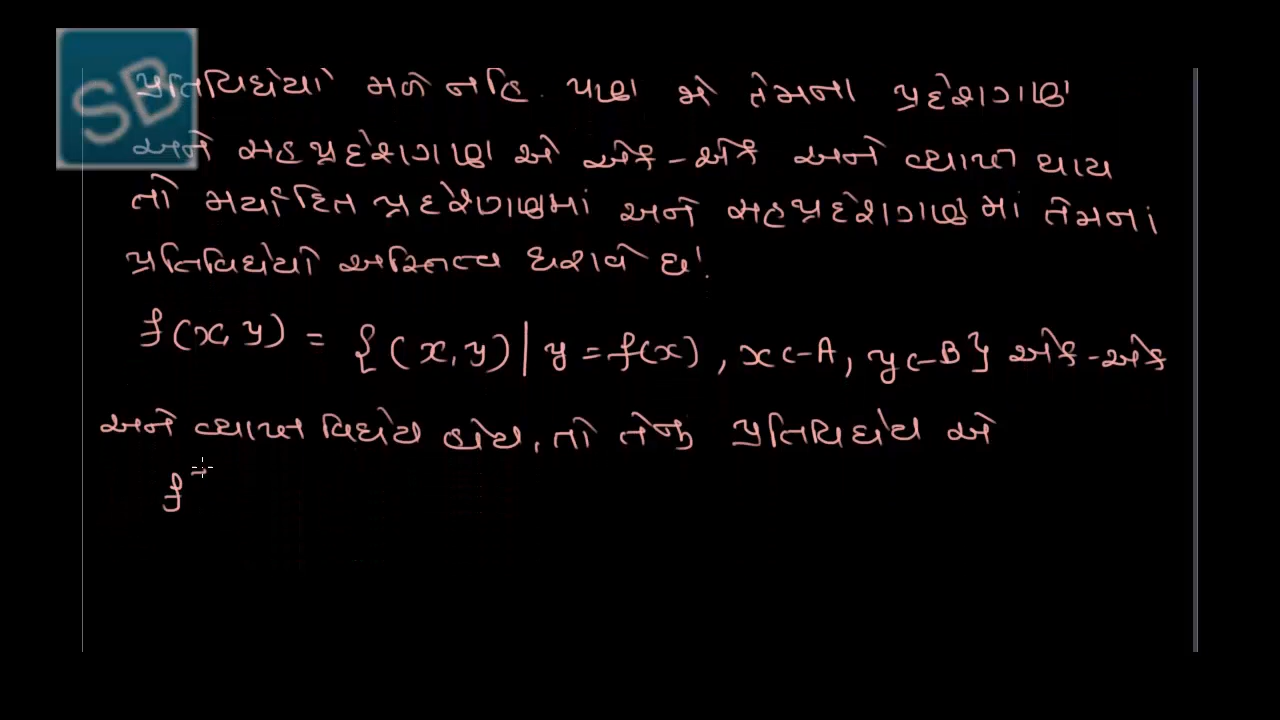 SB
પ્રતિવિધેયો મળે નહિ. પણ જો તેમના પ્રદેશગણ
અને સહપ્રદેશગણ એ એક-એક અને વ્યાપ્ત થાય
તો મર્યાદિત પ્રદેશગણમાં અને સહપ્રદેશગણમાં તેમનાં
પ્રતિવિધેયો અસ્તિત્વ ધરાવે છે.
f(x,y) = {(x,y) | y = f(x), x∈A, y∈B} એક-એક
અને વ્યાપ્ત વિધેય હોય, તો તેનુ પ્રતિવિધેય એ
f⁻